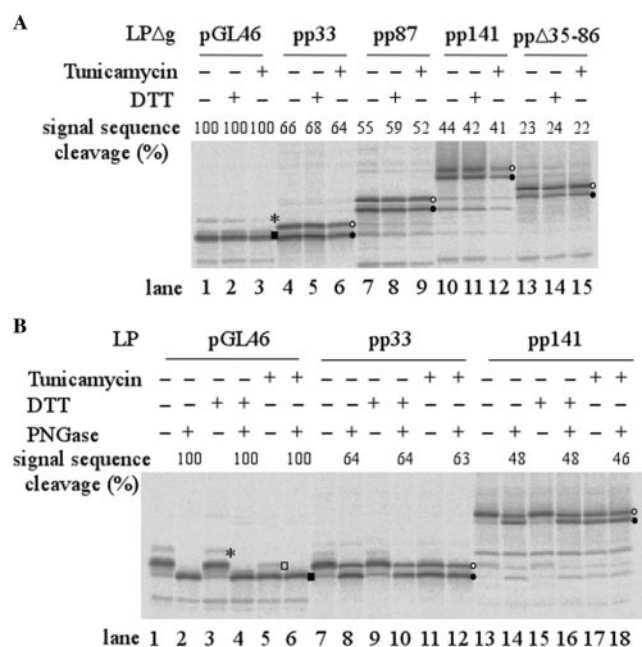 A
LPΔg pGL46 pp33 pp87 pp141 ppΔ35-86
Tunicamycin − − + − − + − − + − − + − − +
DTT − + − − + − − + − − + − − + −
signal sequence 100 100 100 66 68 64 55 59 52 44 42 41 23 24 22
cleavage (%)
*
lane 1 2 3 4 5 6 7 8 9 10 11 12 13 14 15
B
LP pGL46 pp33 pp141
Tunicamycin − − − − + + − − − − + + − − − − + +
DTT − − + + − − − − + + − − − − + + − −
PNGase − + − + − + − + − + − + − + − + − +
signal sequence 100 100 100 64 64 63 48 48 46
cleavage (%)
*
lane 1 2 3 4 5 6 7 8 9 10 11 12 13 14 15 16 17 18